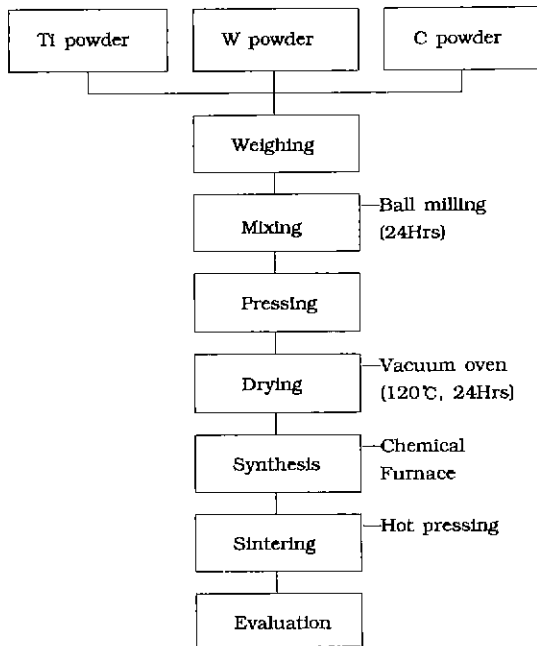 Ti powder
W powder
C powder
Weighing
Mixing
Ball milling
(24Hrs)
Pressing
Drying
Vacuum oven
(120℃, 24Hrs)
Synthesis
Chemical
Furnace
Sintering
Hot pressing
Evaluation